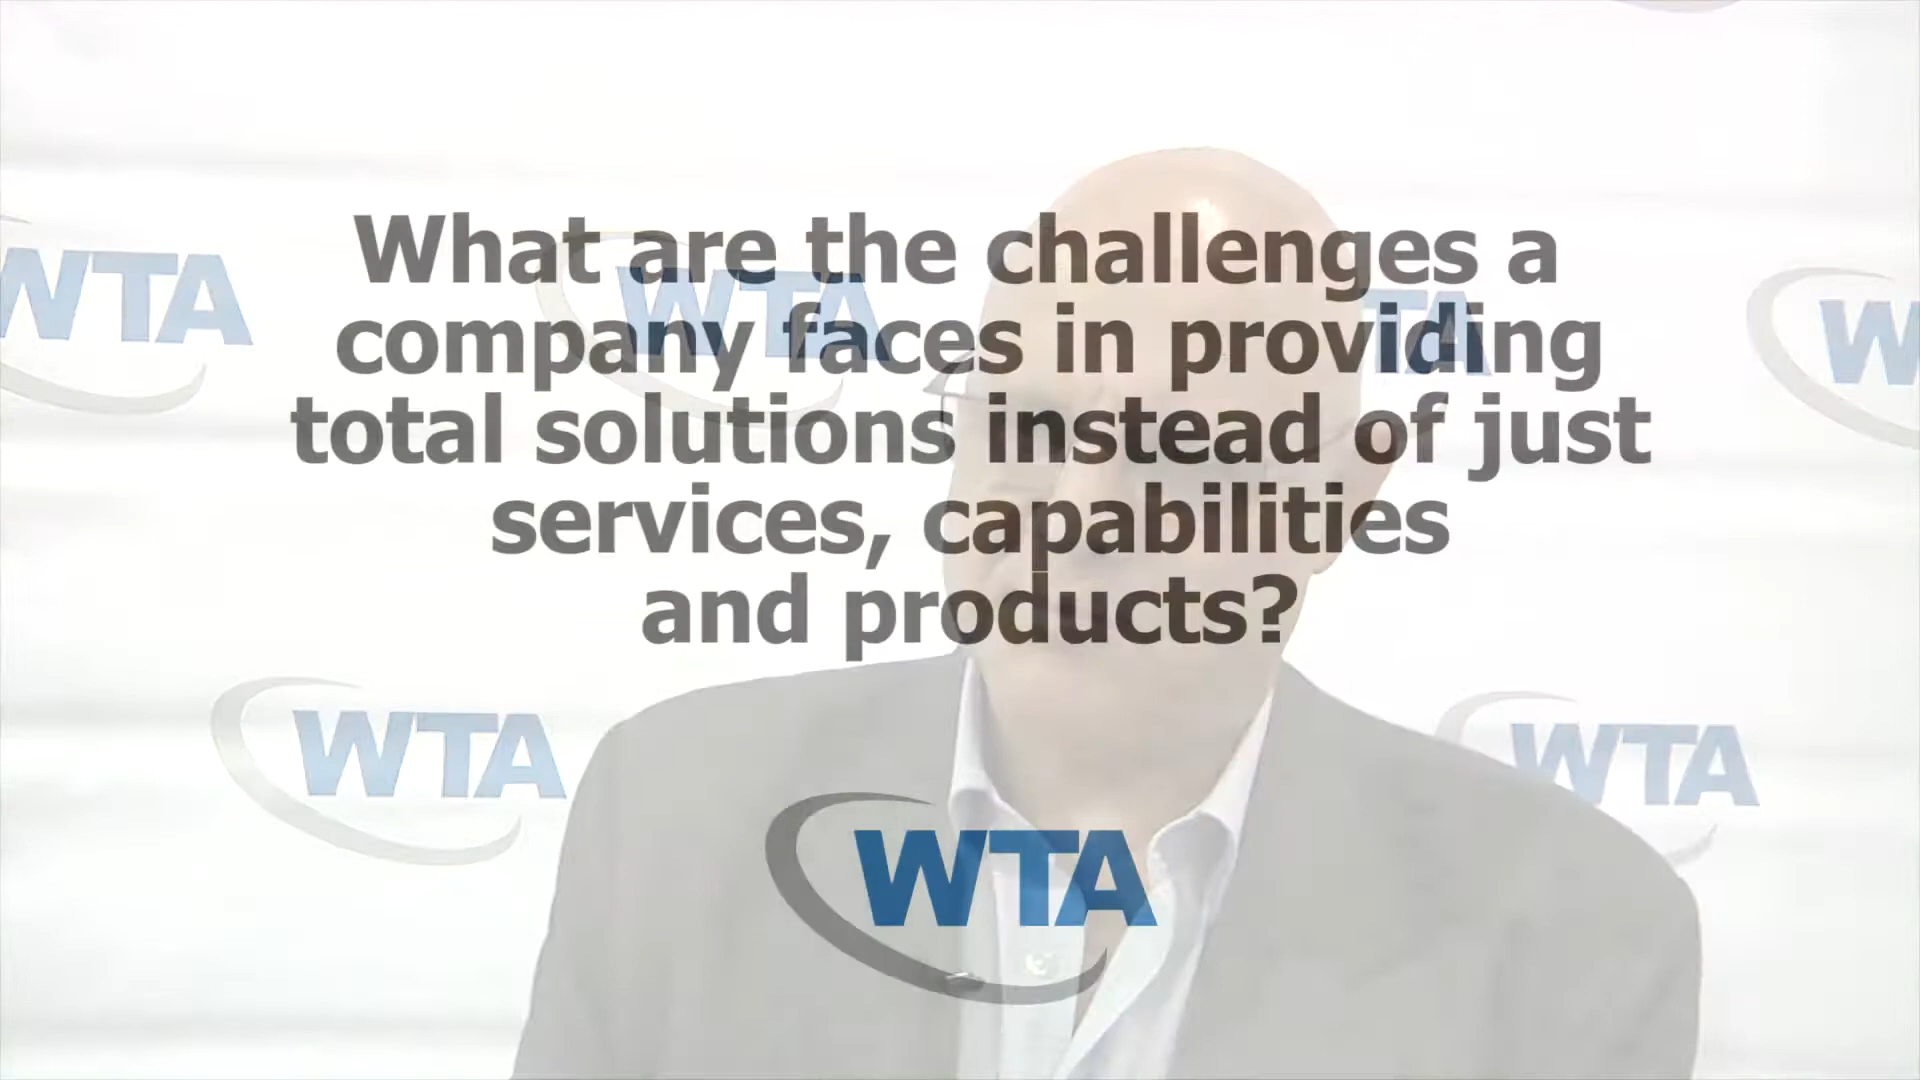 What are the challenges a
company faces in providing
total solutions instead of just
services, capabilities
and products?
WTA
WTA
TA
W
WTA
WTA
WTA